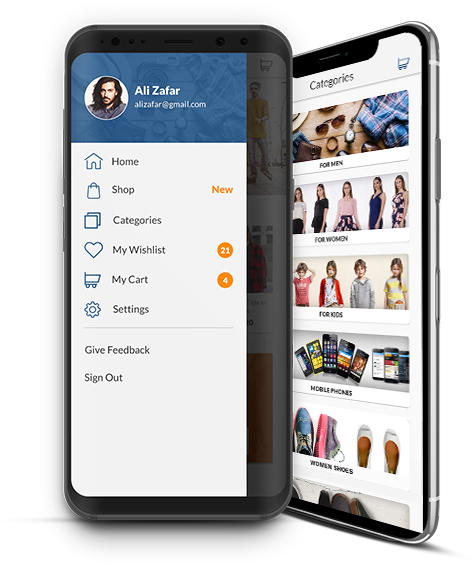 Ali Zafar
alizafar@gmail.com
Home
Shop New
Categories
My Wishlist 21
My Cart 4
Settings
Give Feedback
Sign Out
Categories
FOR MEN
FOR WOMEN
FOR KIDS
MOBILE PHONES
WOMEN SHOES